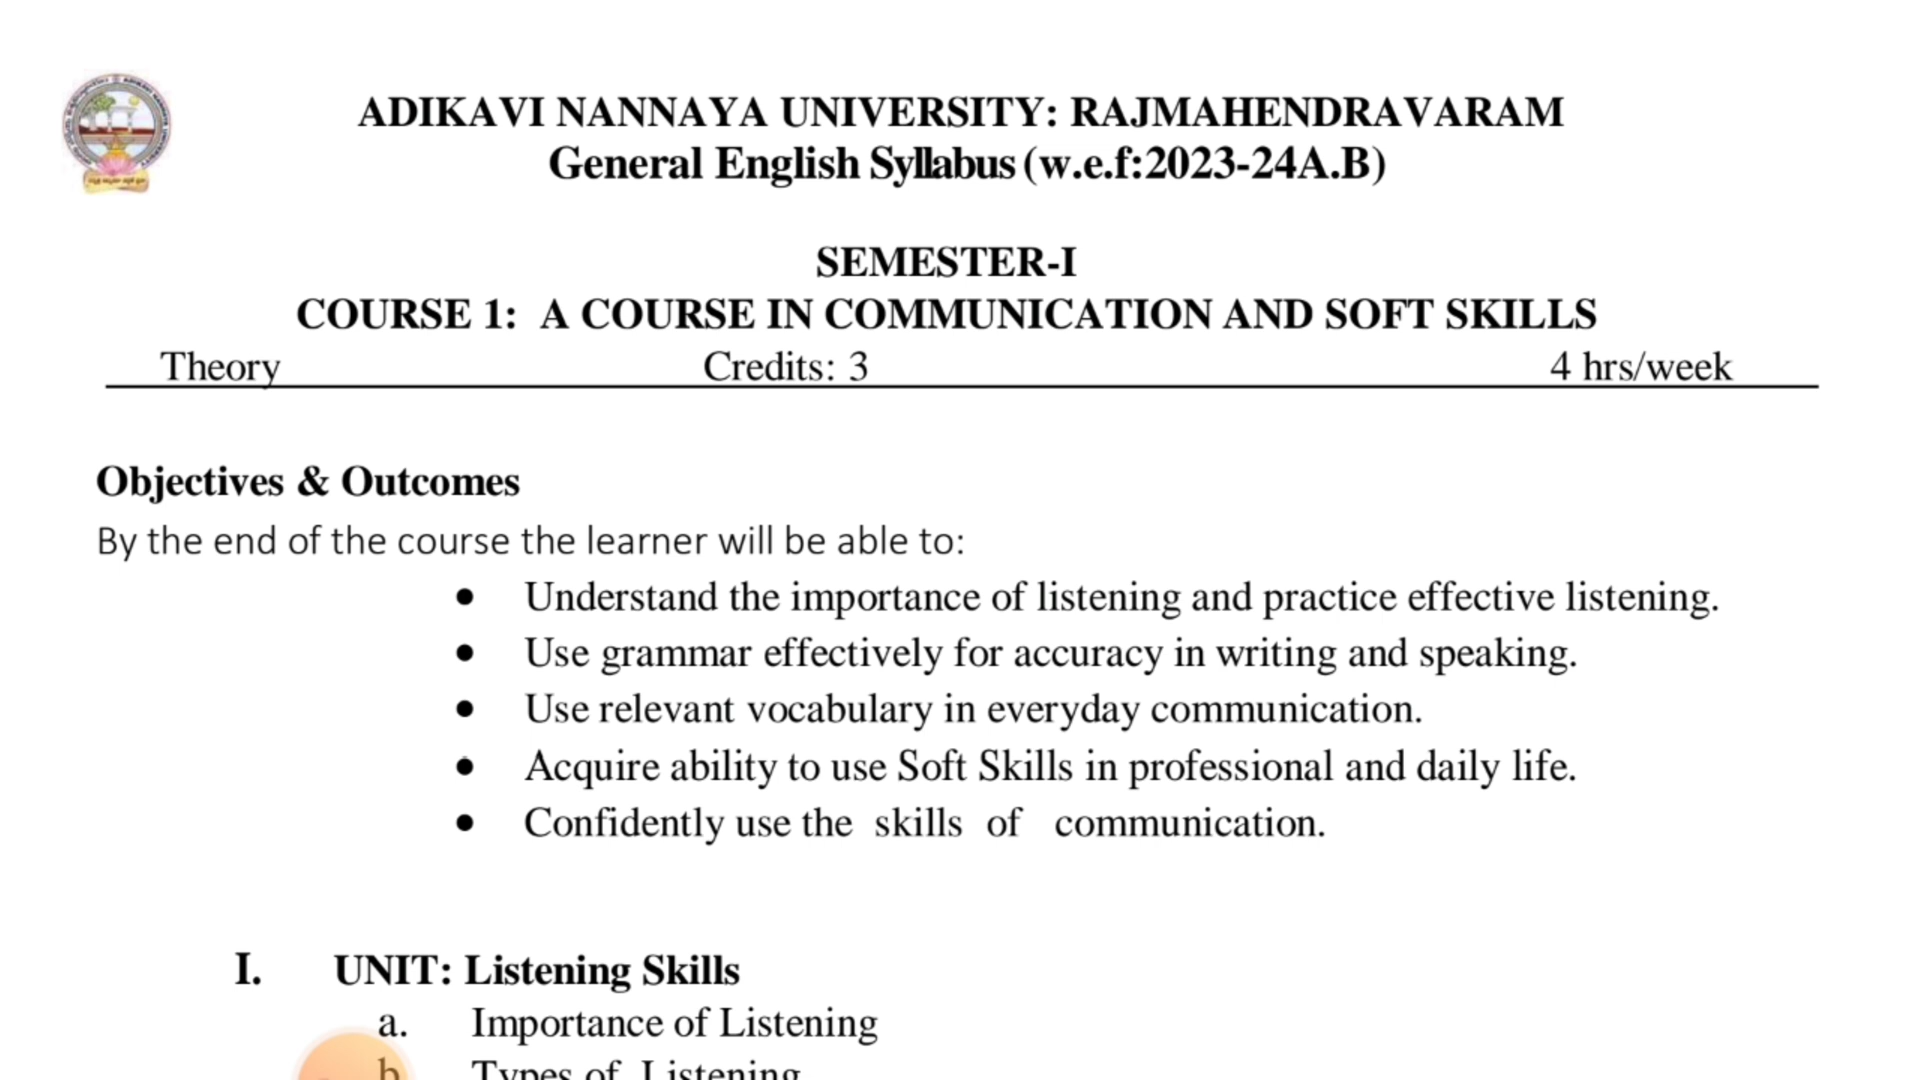 ADIKAVI NANNAYA UNIVERSITY: RAJMAHENDRAVARAM
General English Syllabus (w.e.f:2023-24A.B)
SEMESTER-I
COURSE 1: A COURSE IN COMMUNICATION AND SOFT SKILLS
Theory Credits: 3 4 hrs/week
Objectives & Outcomes
By the end of the course the learner will be able to:
• Understand the importance of listening and practice effective listening.
• Use grammar effectively for accuracy in writing and speaking.
• Use relevant vocabulary in everyday communication.
• Acquire ability to use Soft Skills in professional and daily life.
• Confidently use the skills of communication.
I. UNIT: Listening Skills
a. Importance of Listening
b Types of Listening